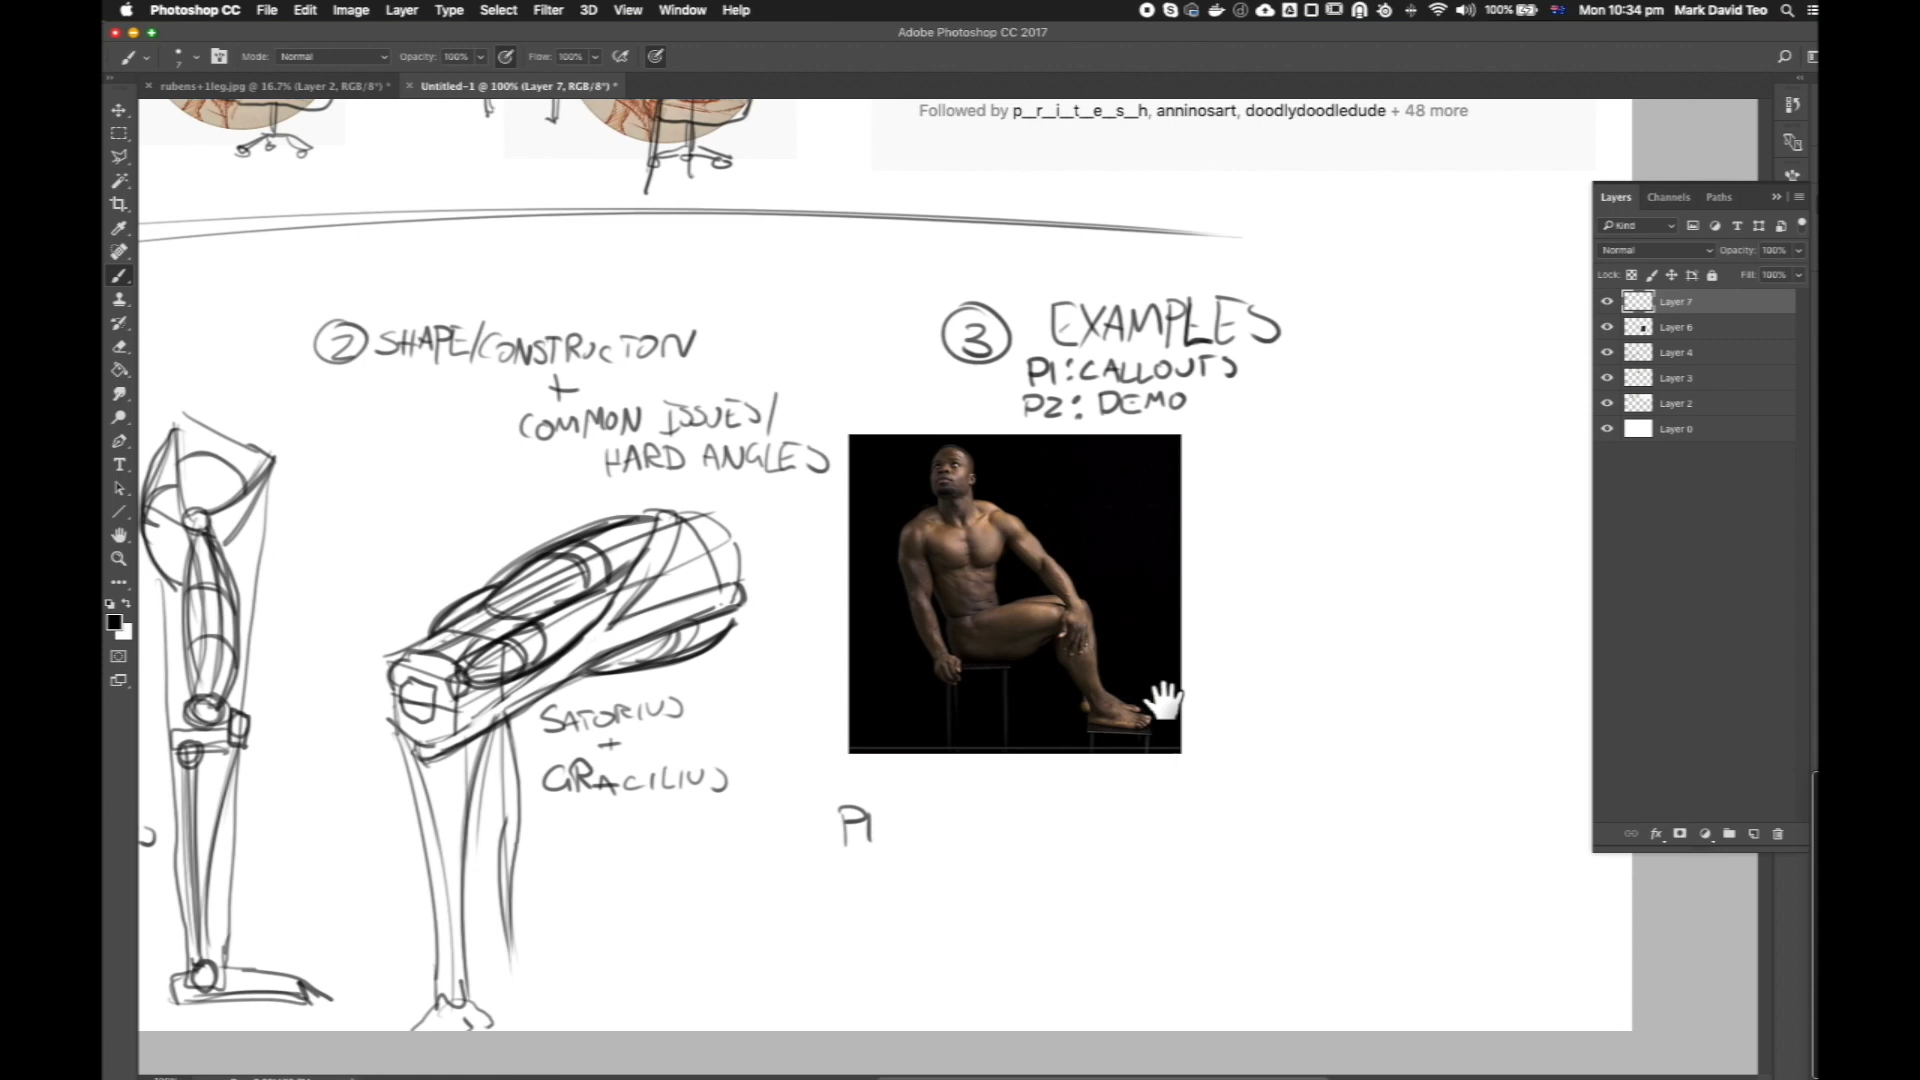 Photoshop CC File Edit Image Layer Type Select Filter 3D View Window Help 100% Mon 10:34 pm Mark David Teo
Adobe Photoshop CC 2017
7 Mode: Normal Opacity: 100% Flow: 100%
× rubens+1leg.jpg @ 16.7% (Layer 2, RGB/8*) * × Untitled-1 @ 100% (Layer 7, RGB/8*) *
Followed by p__r__i__t__e__s__h, anninosart, doodlydoodledude + 48 more
Layers Channels Paths
Kind
Normal Opacity: 100%
Lock: Fill: 100%
Layer 7
Layer 6
Layer 4
Layer 3
Layer 2
Layer 0
2 SHAPE/CONSTRUCTON
+
COMMON ISSUES/
HARD ANGLES
3 EXAMPLES
P1: CALLOUTS
P2: DEMO
SATORIUS
+
GRACILIUS
P1